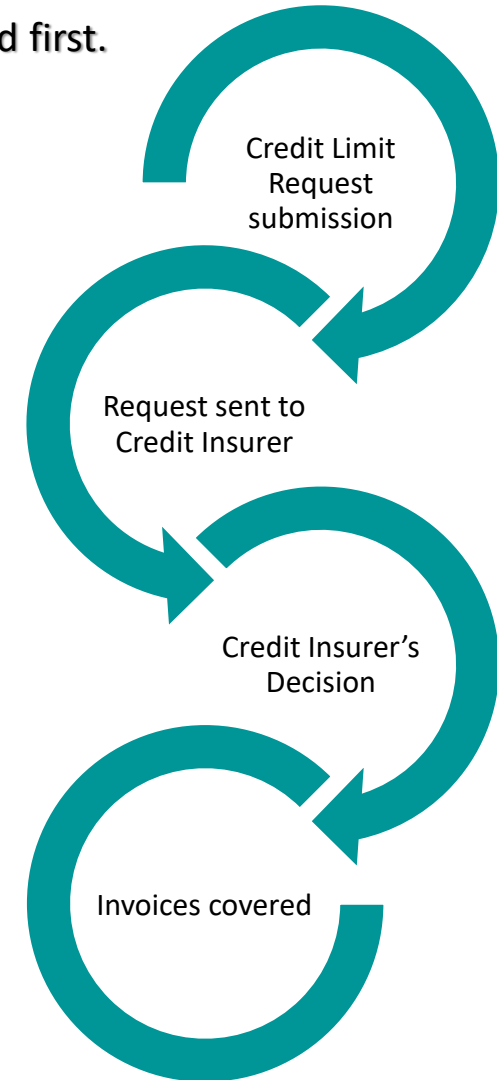 first.
Credit Limit
Request
submission
Request sent to
Credit Insurer
Credit Insurer’s
Decision
Invoices covered